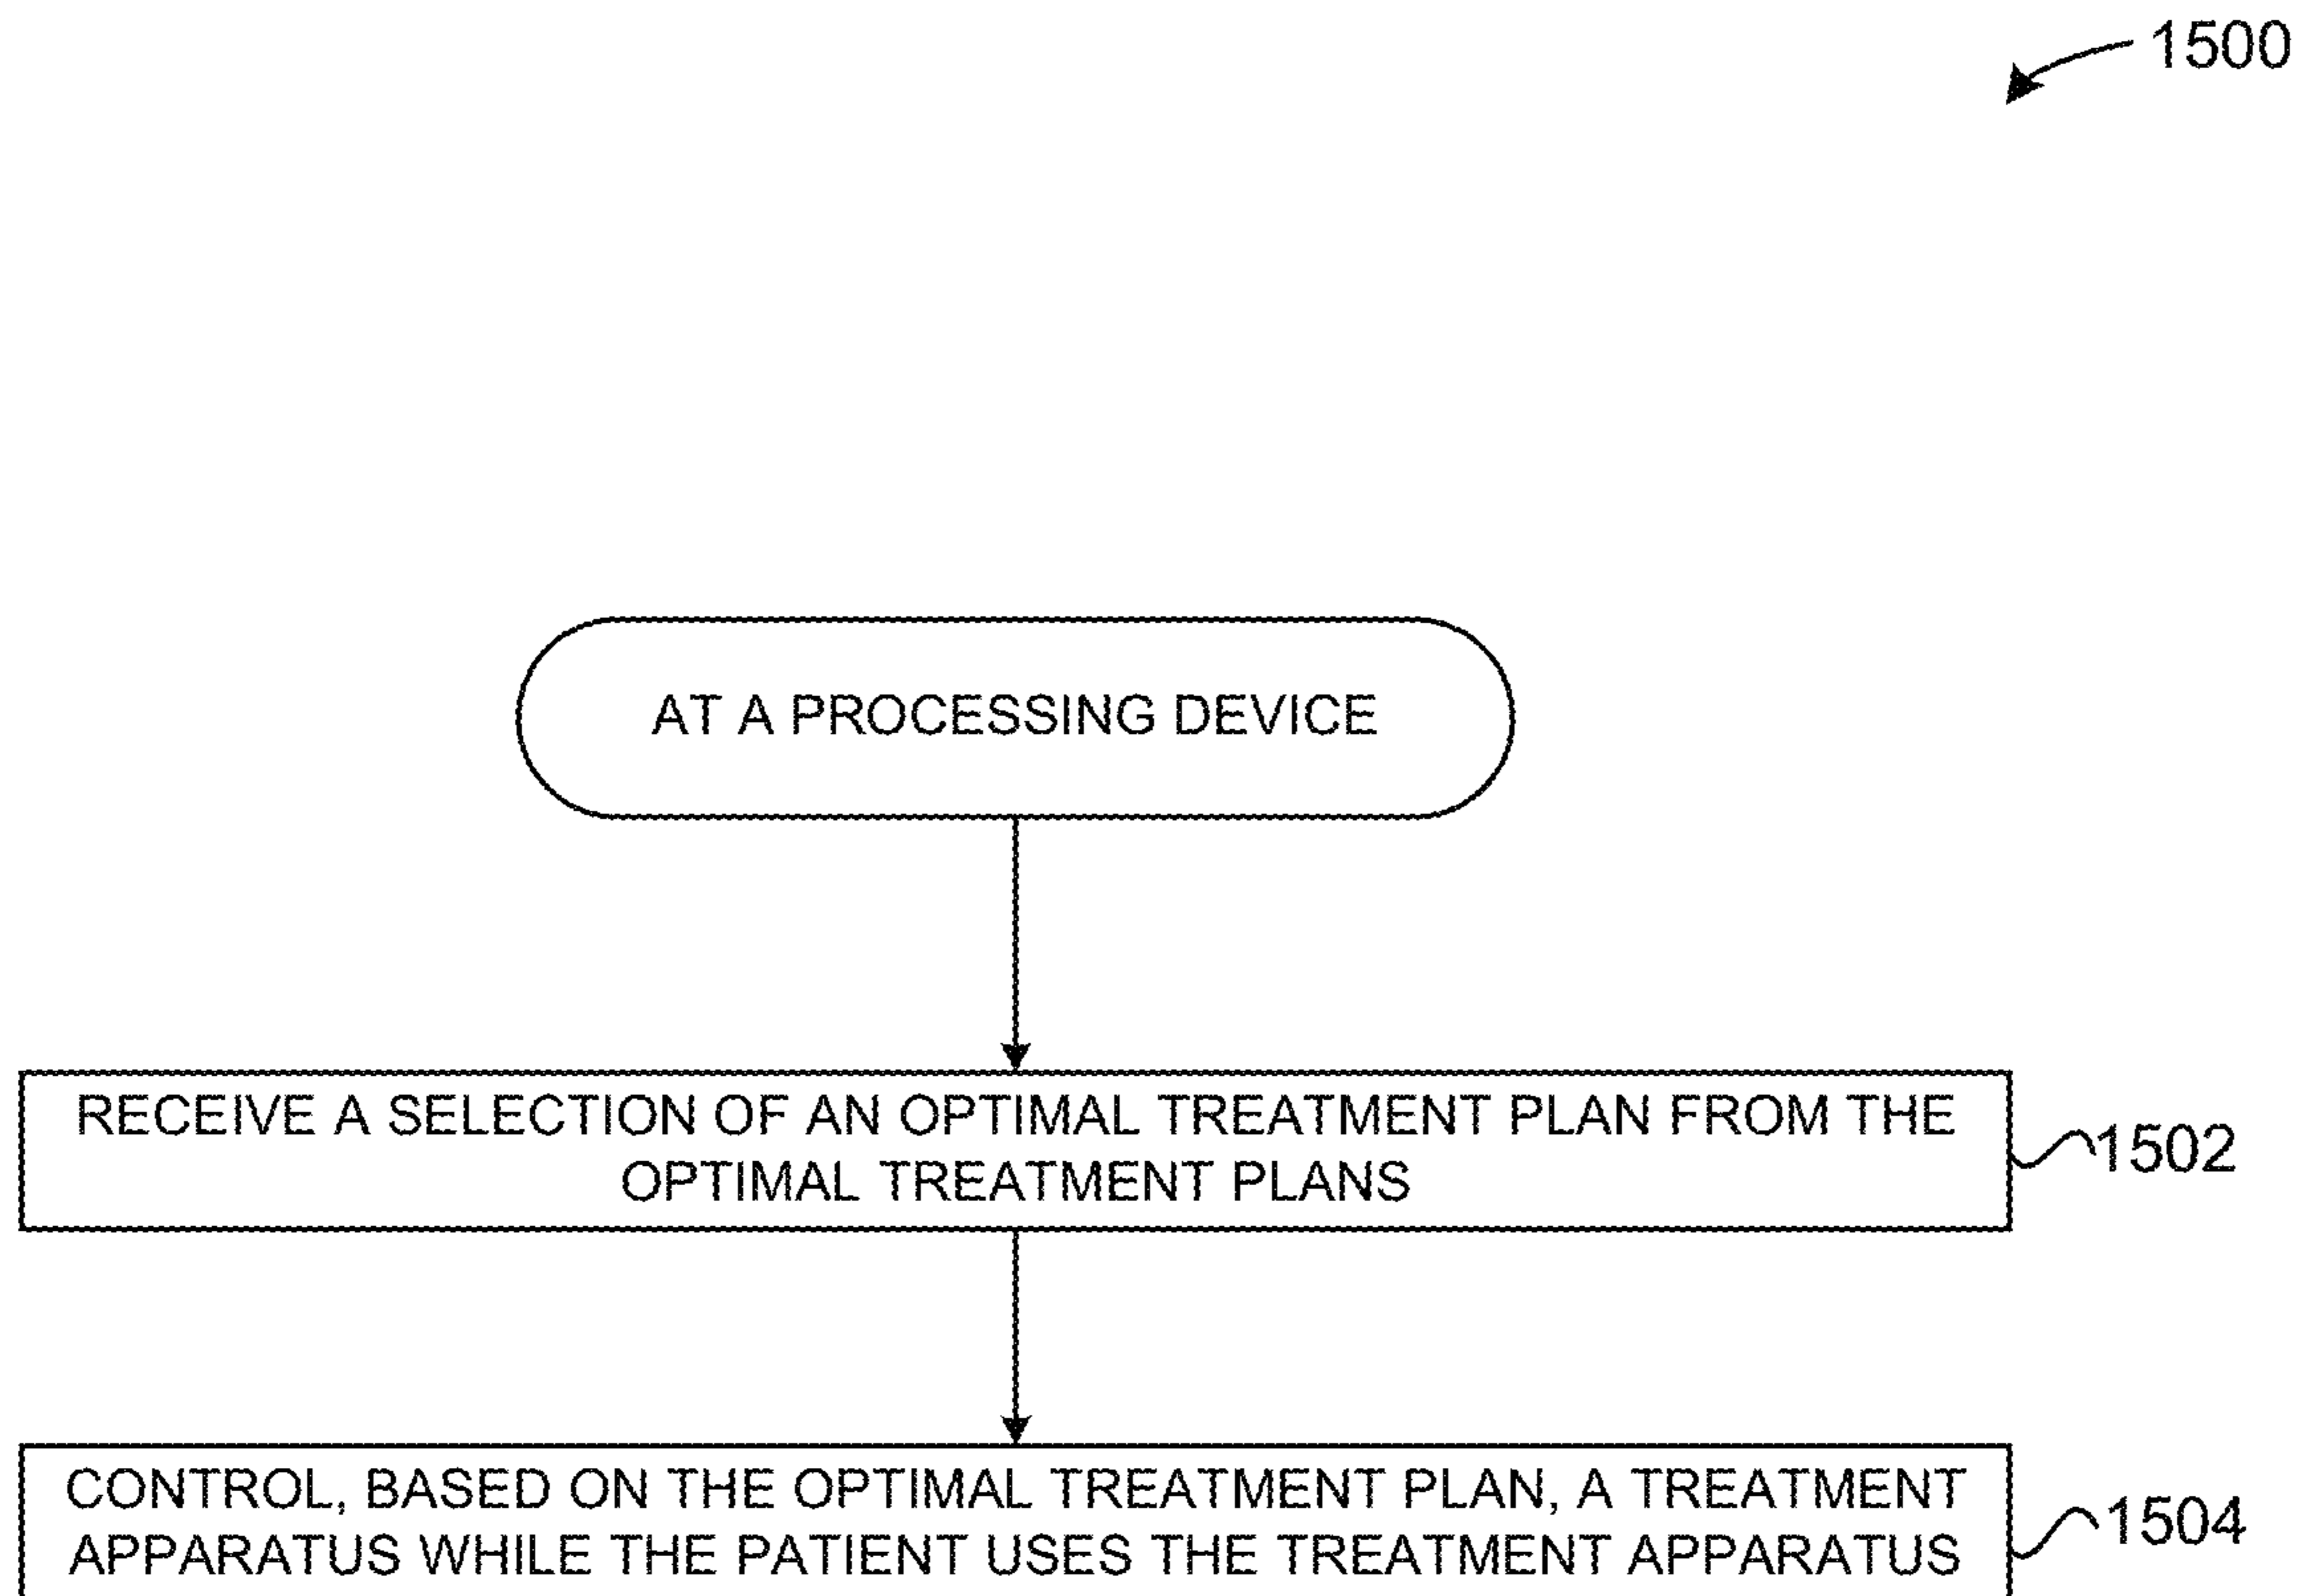 1500
AT A PROCESSING DEVICE
RECEIVE A SELECTION OF AN OPTIMAL TREATMENT PLAN FROM THE
OPTIMAL TREATMENT PLANS
1502
CONTROL, BASED ON THE OPTIMAL TREATMENT PLAN, A TREATMENT
APPARATUS WHILE THE PATIENT USES THE TREATMENT APPARATUS
1504